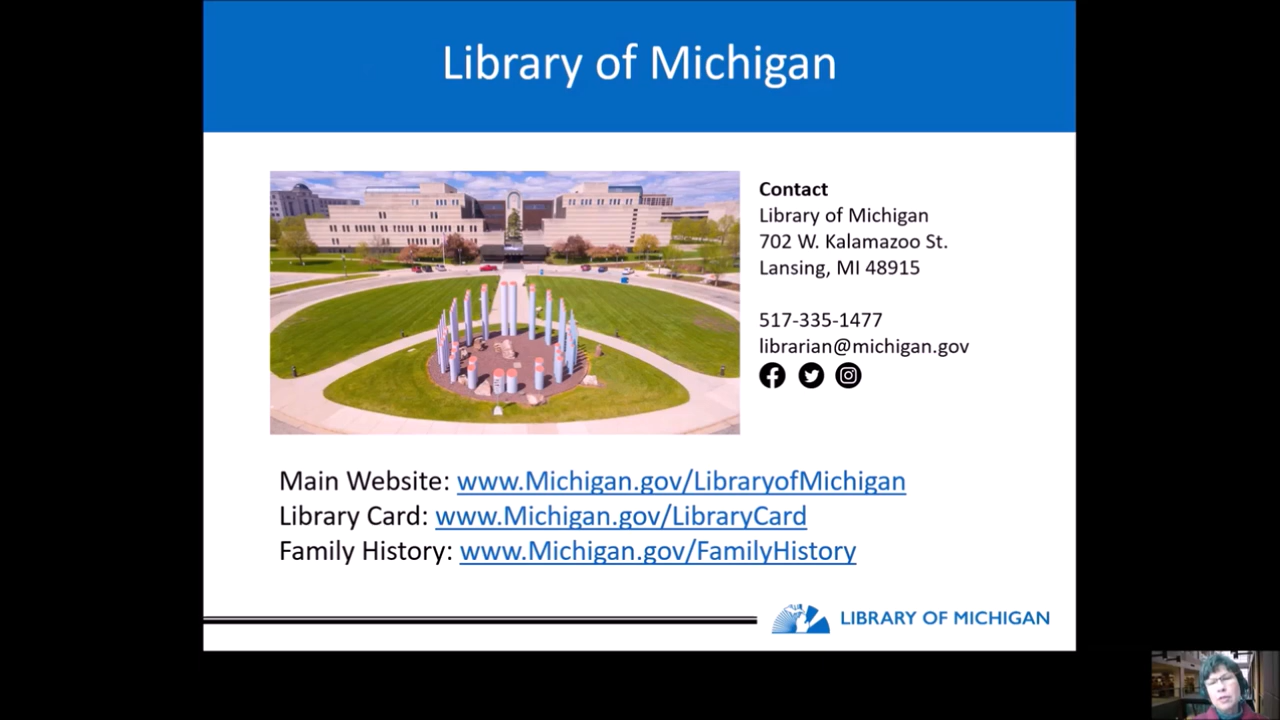 Library of Michigan
Contact
Library of Michigan
702 W. Kalamazoo St.
Lansing, MI 48915
517-335-1477
librarian@michigan.gov
Main Website: www.Michigan.gov/LibraryofMichigan
Library Card: www.Michigan.gov/LibraryCard
Family History: www.Michigan.gov/FamilyHistory
LIBRARY OF MICHIGAN